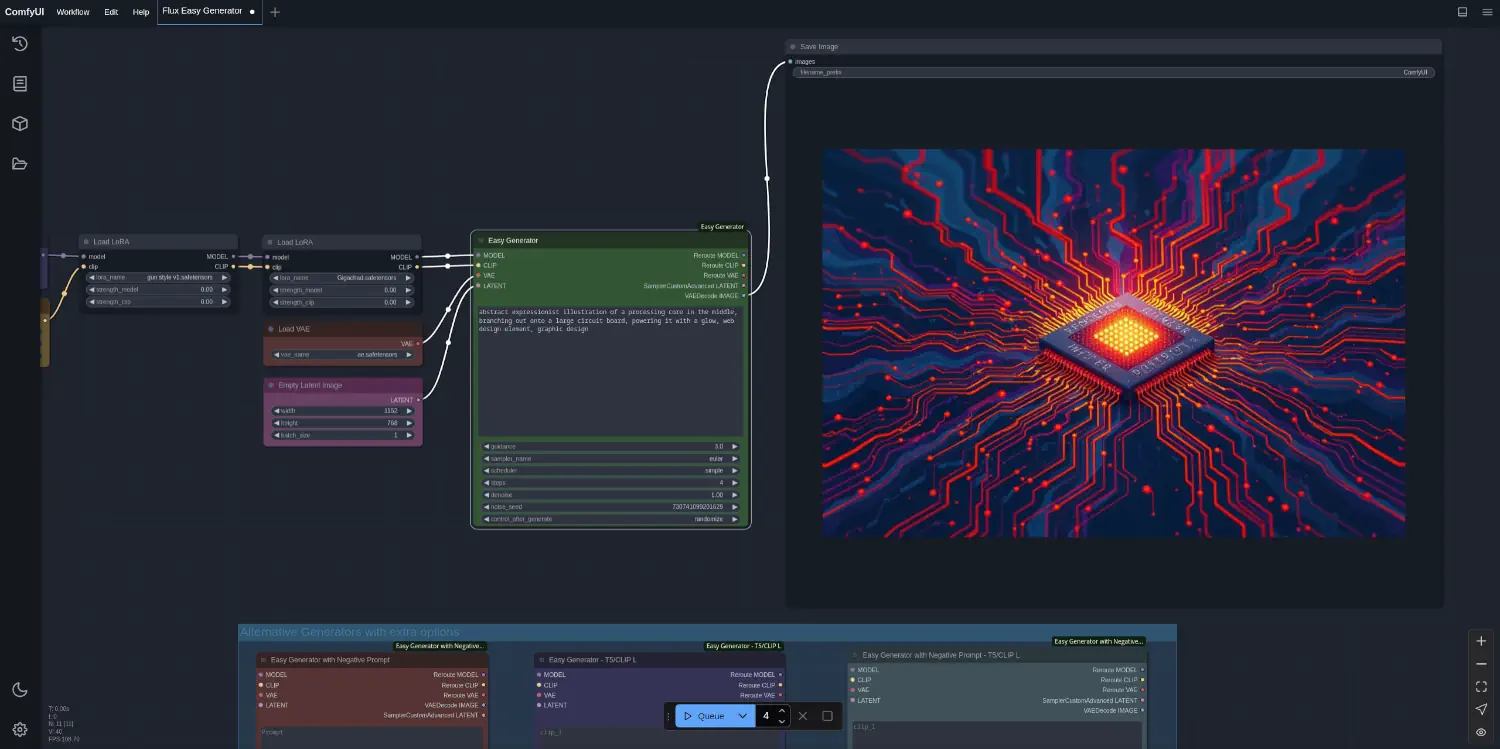 ComfyUI Workflow Edit Help Flux Easy Generator
Save Image
images
filename_prefix ComfyUI
Easy Generator
Load LoRA
model MODEL
clip CLIP
lora_name gun style v1.safetensors
strength_model 0.00
strength_clip 0.00
Load LoRA
model MODEL
clip CLIP
lora_name Gigachad.safetensors
strength_model 0.00
strength_clip 0.00
Load VAE
VAE
vae_name ae.safetensors
Empty Latent Image
LATENT
width 1152
height 768
batch_size 1
Easy Generator
MODEL Reroute MODEL
CLIP Reroute CLIP
VAE Reroute VAE
LATENT SamplerCustomAdvanced LATENT
VAEDecode IMAGE
abstract expressionist illustration of a processing core in the middle,
branching out onto a large circuit board, powering it with a glow, web
design element, graphic design
guidance 3.0
sampler_name euler
scheduler simple
steps 4
denoise 1.00
noise_seed
control_after_generate randomize
Alternative Generators with extra options
Easy Generator with Negative...
Easy Generator with Negative Prompt
MODEL Reroute MODEL
CLIP Reroute CLIP
VAE Reroute VAE
LATENT VAEDecode IMAGE
SamplerCustomAdvanced LATENT
Prompt
Easy Generator - T5/CLIP L
Easy Generator - T5/CLIP L
MODEL Reroute MODEL
CLIP Reroute CLIP
VAE Reroute VAE
LATENT
clip_l
Easy Generator with Negative...
Easy Generator with Negative Prompt - T5/CLIP L
MODEL Reroute MODEL
CLIP Reroute CLIP
VAE Reroute VAE
LATENT SamplerCustomAdvanced LATENT
VAEDecode IMAGE
clip_l
Queue 4
T: 0.00s
I: 0
N: 11 [11]
V: 40